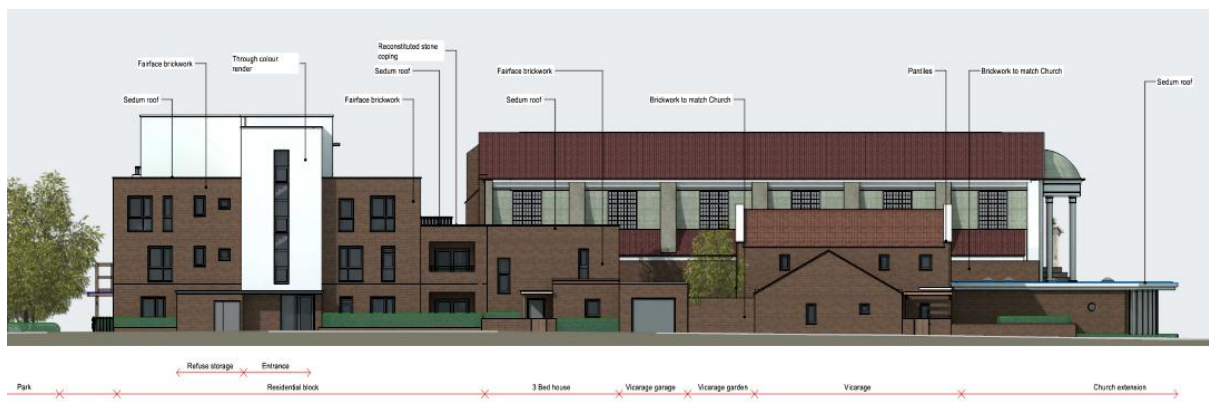 Reconstituted stone
coping
Fairface brickwork
Through colour
render
Sedum roof
Fairface brickwork
Pantiles
Brickwork to match Church
Sedum roof
Sedum roof
Fairface brickwork
Sedum roof
Brickwork to match Church
Refuse storage
Entrance
Park
Residential block
3 Bed house
Vicarage garage
Vicarage garden
Vicarage
Church extension